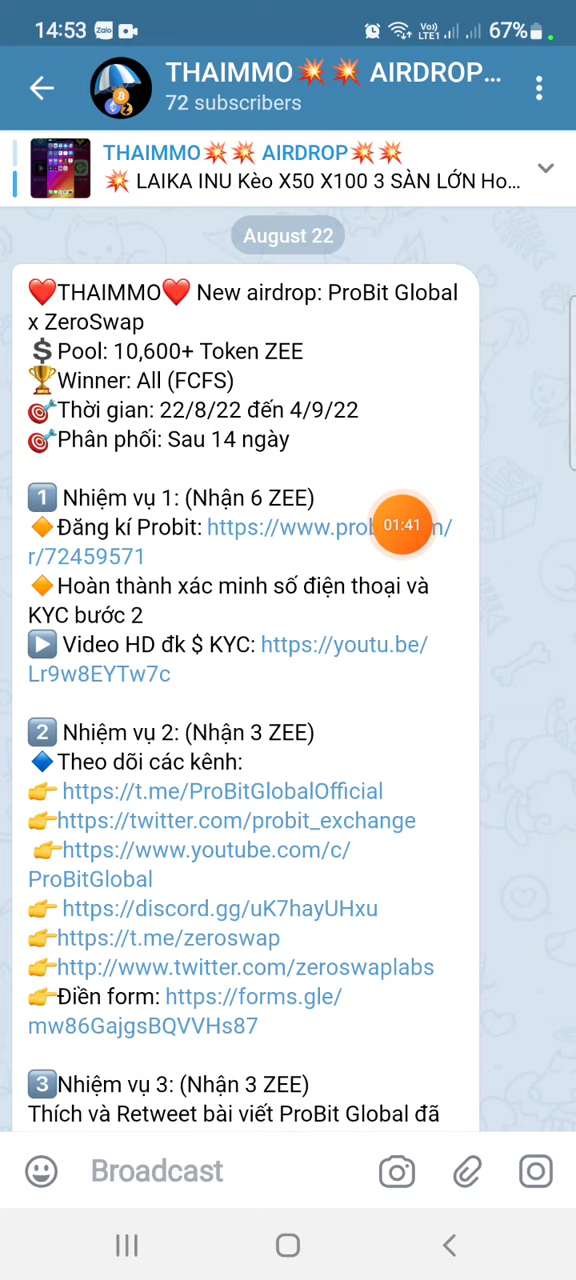 14:53 Zalo Vo) LTE1 67%
THAIMMO💥💥 AIRDROP...
72 subscribers
THAIMMO💥💥 AIRDROP💥💥
💥 LAIKA INU Kèo X50 X100 3 SÀN LỚN Ho...
August 22
❤️THAIMMO❤️ New airdrop: ProBit Global
x ZeroSwap
💲Pool: 10,600+ Token ZEE
🏆Winner: All (FCFS)
🎯Thời gian: 22/8/22 đến 4/9/22
🎯Phân phối: Sau 14 ngày
1️⃣ Nhiệm vụ 1: (Nhận 6 ZEE)
🔶Đăng kí Probit: https://www.prob
01:41
r/72459571
🔶Hoàn thành xác minh số điện thoại và
KYC bước 2
▶️ Video HD đk $ KYC: https://youtu.be/
Lr9w8EYTw7c
2️⃣ Nhiệm vụ 2: (Nhận 3 ZEE)
🔷Theo dõi các kênh:
👉 https://t.me/ProBitGlobalOfficial
👉https://twitter.com/probit_exchange
👉https://www.youtube.com/c/
ProBitGlobal
👉 https://discord.gg/uK7hayUHxu
👉https://t.me/zeroswap
👉http://www.twitter.com/zeroswaplabs
👉Điền form: https://forms.gle/
mw86GajgsBQVVHs87
3️⃣Nhiệm vụ 3: (Nhận 3 ZEE)
Thích và Retweet bài viết ProBit Global đã
Broadcast